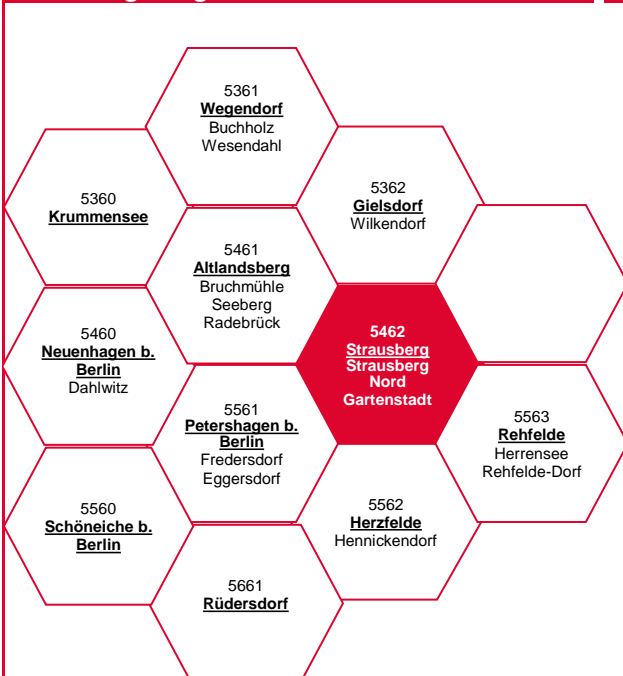 5361
Wegendorf
Buchholz
Wesendahl
5360
Krummensee
5362
Gielsdorf
Wilkendorf
5461
Altlandsberg
Bruchmühle
Seeberg
Radebrück
5460
Neuenhagen b.
Berlin
Dahlwitz
5462
Strausberg
Strausberg
Nord
Gartenstadt
5561
Petershagen b.
Berlin
Fredersdorf
Eggersdorf
5563
Rehfelde
Herrensee
Rehfelde-Dorf
5560
Schöneiche b.
Berlin
5562
Herzfelde
Hennickendorf
5661
Rüdersdorf